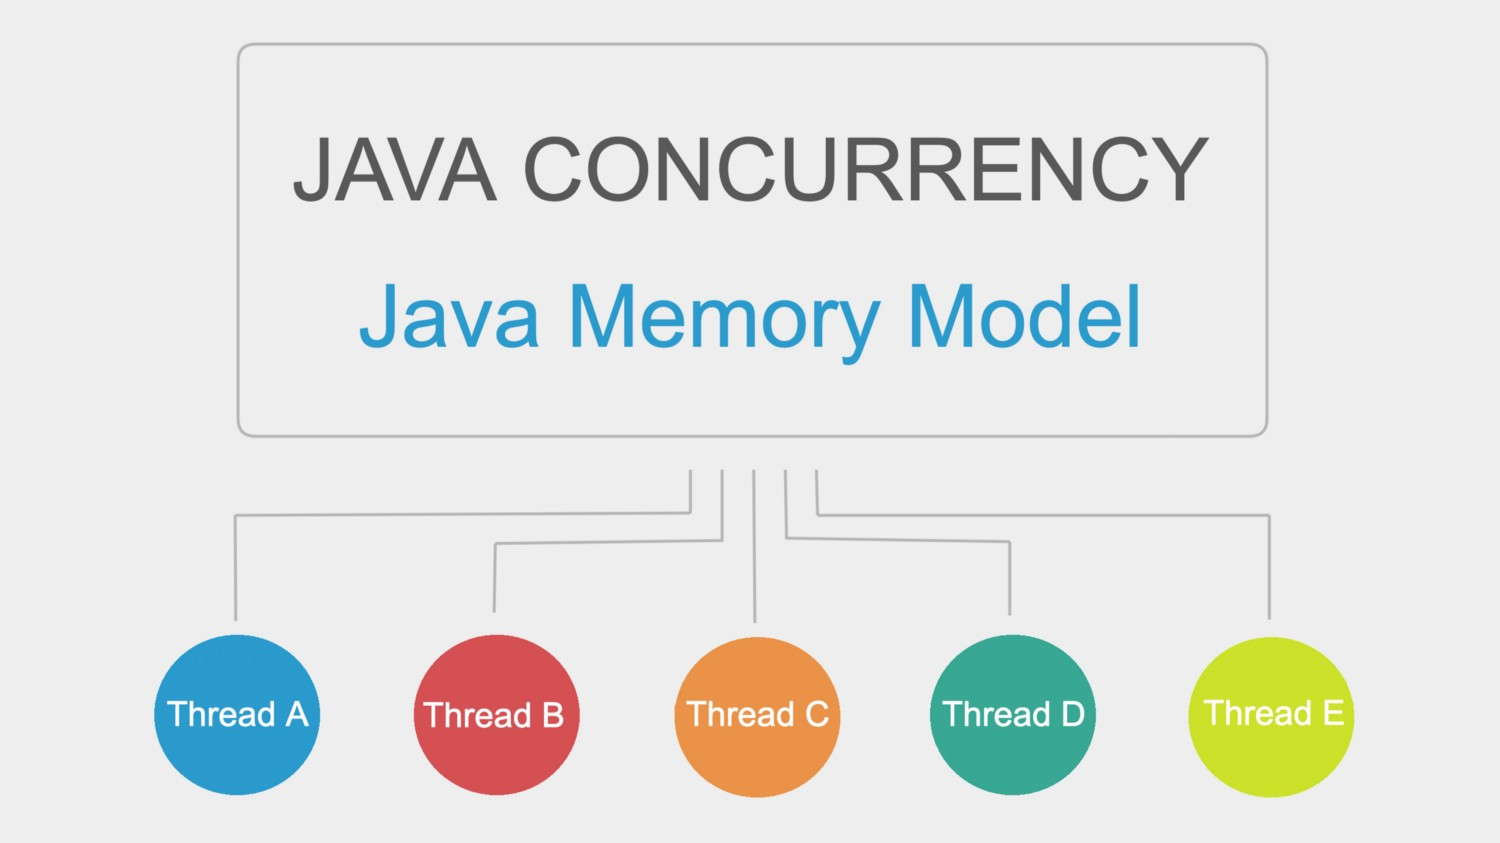 JAVA CONCURRENCY
Java Memory Model
Thread A
Thread B
Thread C
Thread D
Thread E